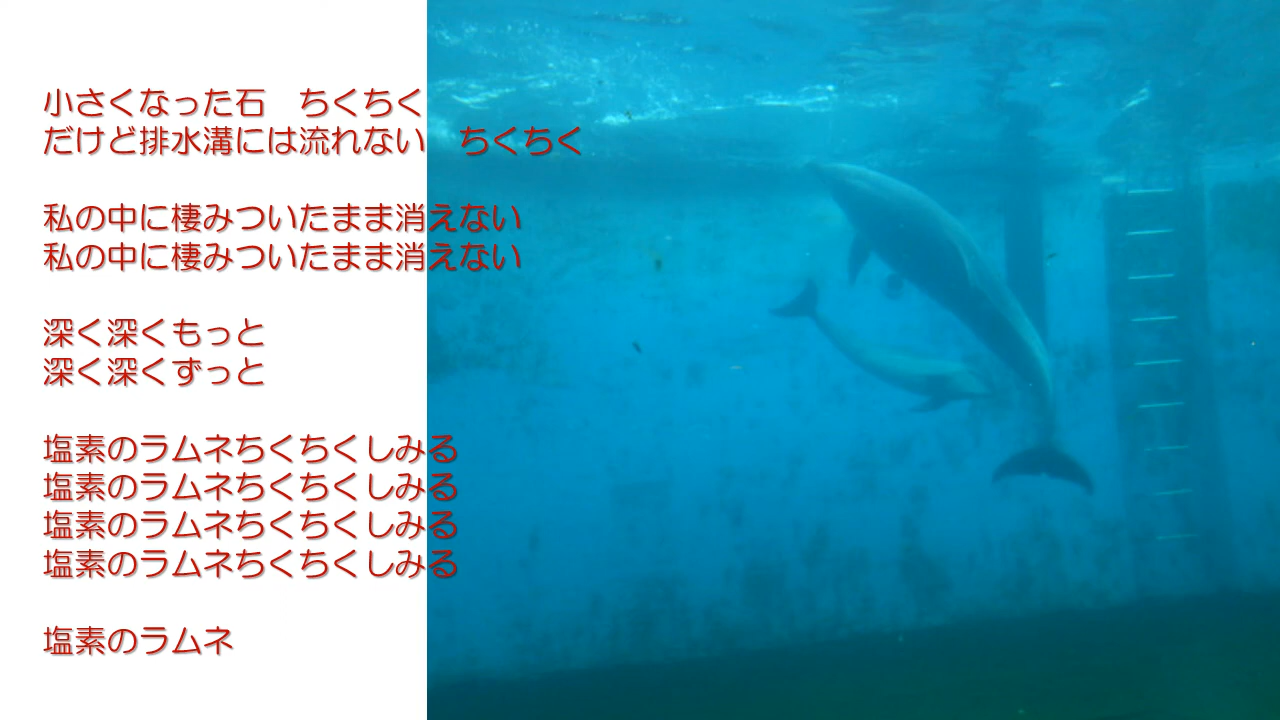 小さくなった石　ちくちく
だけど排水溝には流れない　ちくちく
私の中に棲みついたまま消えない
私の中に棲みついたまま消えない
深く深くもっと
深く深くずっと
塩素のラムネちくちくしみる
塩素のラムネちくちくしみる
塩素のラムネちくちくしみる
塩素のラムネちくちくしみる
塩素のラムネ